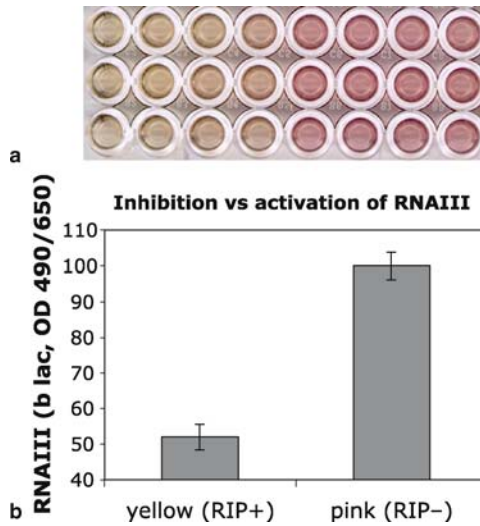 a
Inhibition vs activation of RNAIII
RNAIII (b lac, OD 490/650)
110
100
90
80
70
60
50
40
yellow (RIP+)
pink (RIP–)
b